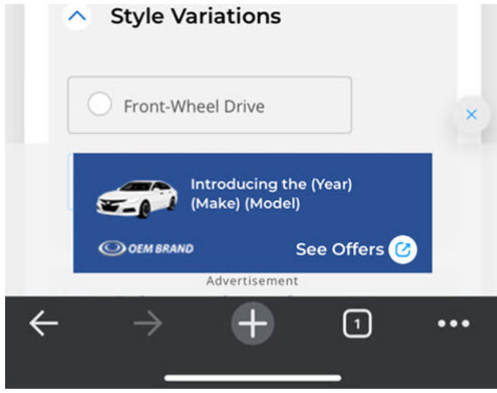 Style Variations
Front-Wheel Drive
Introducing the (Year)
(Make) (Model)
OEM BRAND
See Offers
Advertisement
1